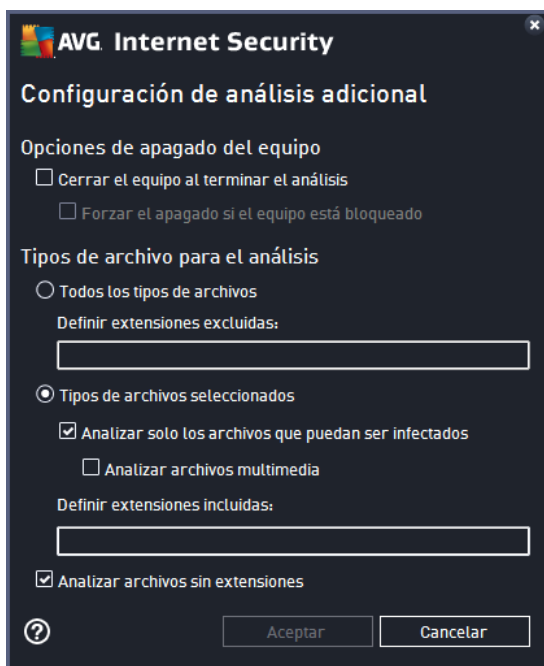 AVG Internet Security
Configuración de análisis adicional
Opciones de apagado del equipo
Cerrar el equipo al terminar el análisis
Forzar el apagado si el equipo está bloqueado
Tipos de archivo para el análisis
Todos los tipos de archivos
Definir extensiones excluidas:
Tipos de archivos seleccionados
Analizar solo los archivos que puedan ser infectados
Analizar archivos multimedia
Definir extensiones incluidas:
Analizar archivos sin extensiones
Aceptar
Cancelar